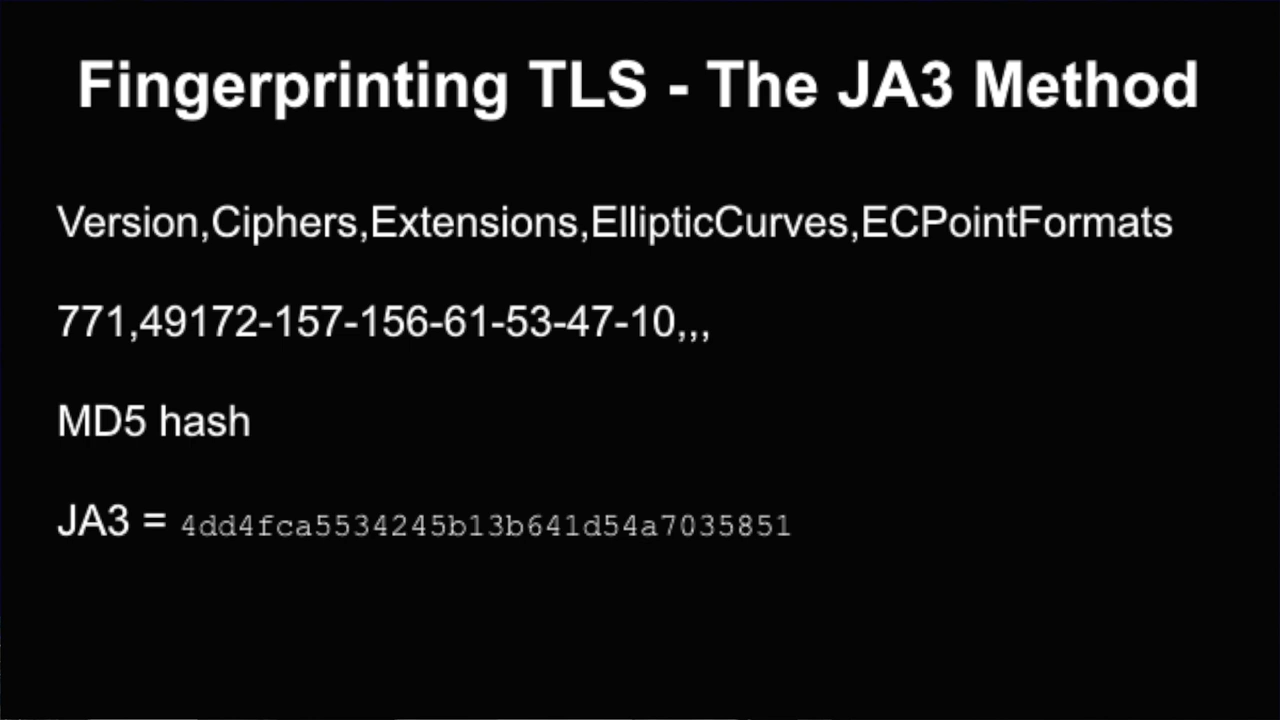 Fingerprinting TLS - The JA3 Method
Version,Ciphers,Extensions,EllipticCurves,ECPointFormats
771,49172-157-156-61-53-47-10,,,
MD5 hash
JA3 = 4dd4fca5534245b13b641d54a7035851